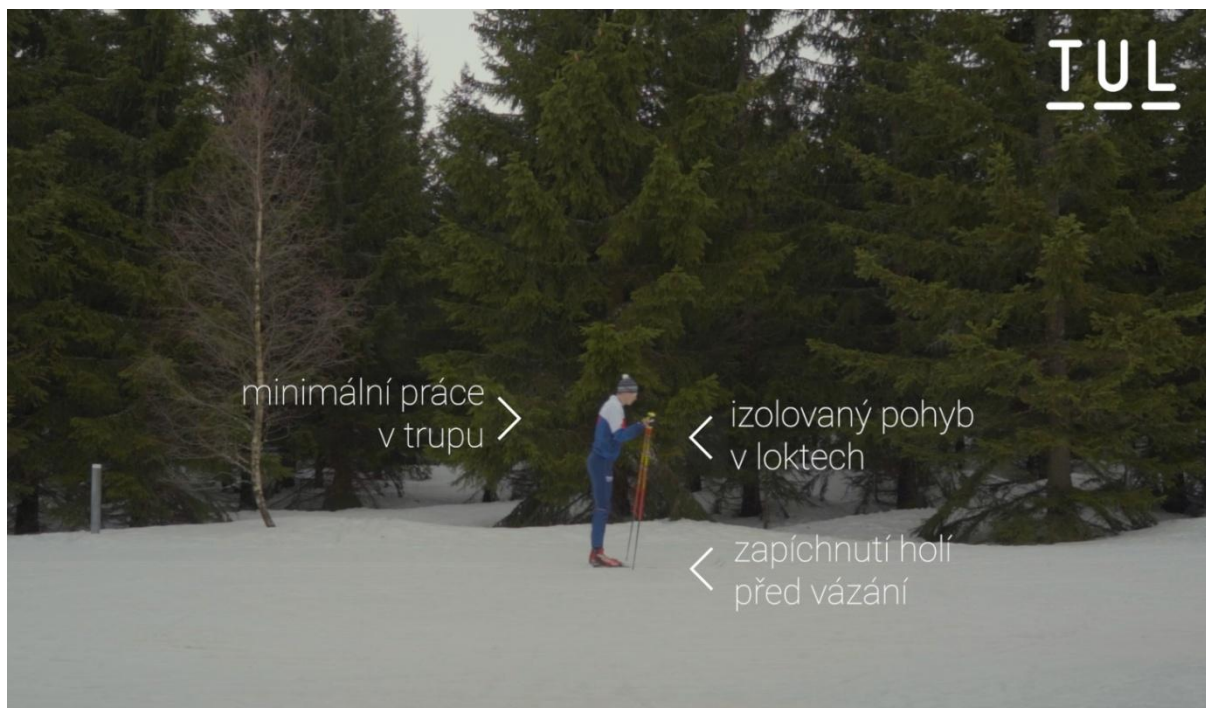 TUL
minimální práce
v trupu
izolovaný pohyb
v loktech
zapíchnutí holí
před vázání